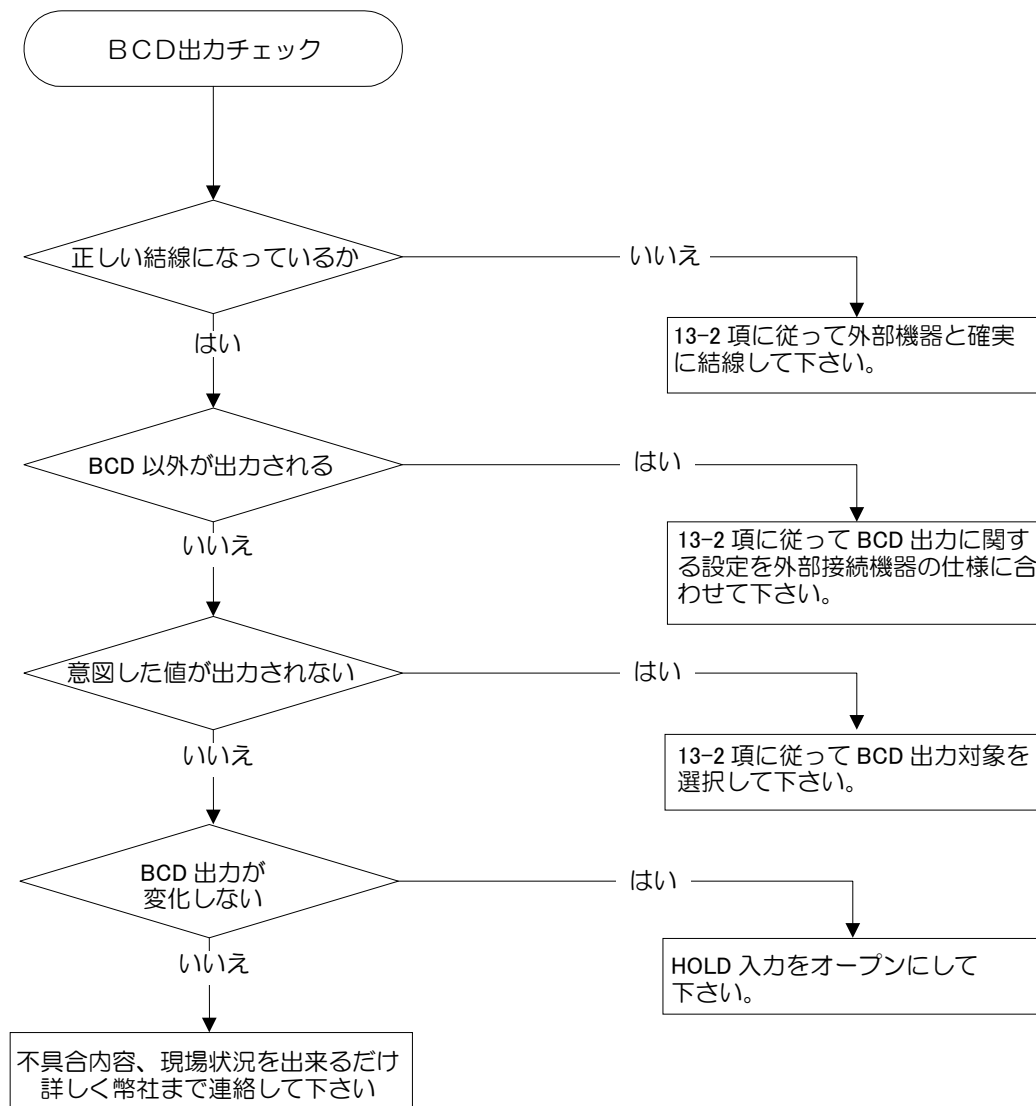 ＢＣＤ出力チェック
正しい結線になっているか
いいえ
はい
13-2 項に従って外部機器と確実
に結線して下さい。
BCD 以外が出力される
はい
いいえ
13-2 項に従って BCD 出力に関す
る設定を外部接続機器の仕様に合
わせて下さい。
意図した値が出力されない
はい
いいえ
13-2 項に従って BCD 出力対象を
選択して下さい。
BCD 出力が
変化しない
はい
いいえ
HOLD 入力をオープンにして
下さい。
不具合内容、現場状況を出来るだけ
詳しく幣社まで連絡して下さい